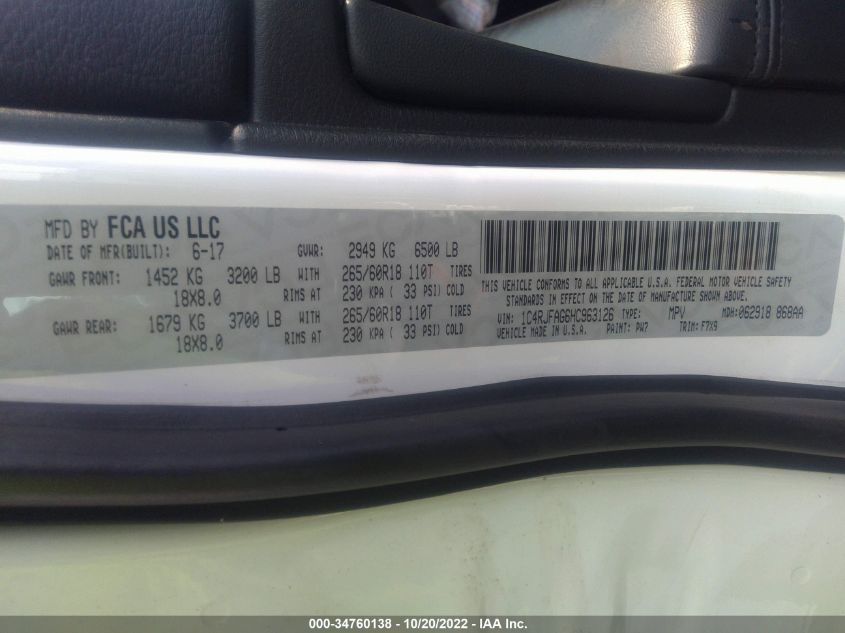 MFD BY FCA US LLC
DATE OF MFR(BUILT): 6-17 GVWR: 2949 KG 6500 LB
GAWR FRONT: 1452 KG 3200 LB WITH 265/60R18 110T TIRES
18X8.0 RIMS AT 230 KPA ( 33 PSI) COLD
GAWR REAR: 1679 KG 3700 LB WITH 265/60R18 110T TIRES
18X8.0 RIMS AT 230 KPA ( 33 PSI) COLD
THIS VEHICLE CONFORMS TO ALL APPLICABLE U.S.A. FEDERAL MOTOR VEHICLE SAFETY
STANDARDS IN EFFECT ON THE DATE OF MANUFACTURE SHOWN ABOVE.
VIN: 1C4RJFAG6HC963126 TYPE: MPV MDH:062918 868AA
VEHICLE MADE IN U.S.A. PAINT: PW7 TRIM: F7X9
000-34760138 - 10/20/2022 - IAA Inc.